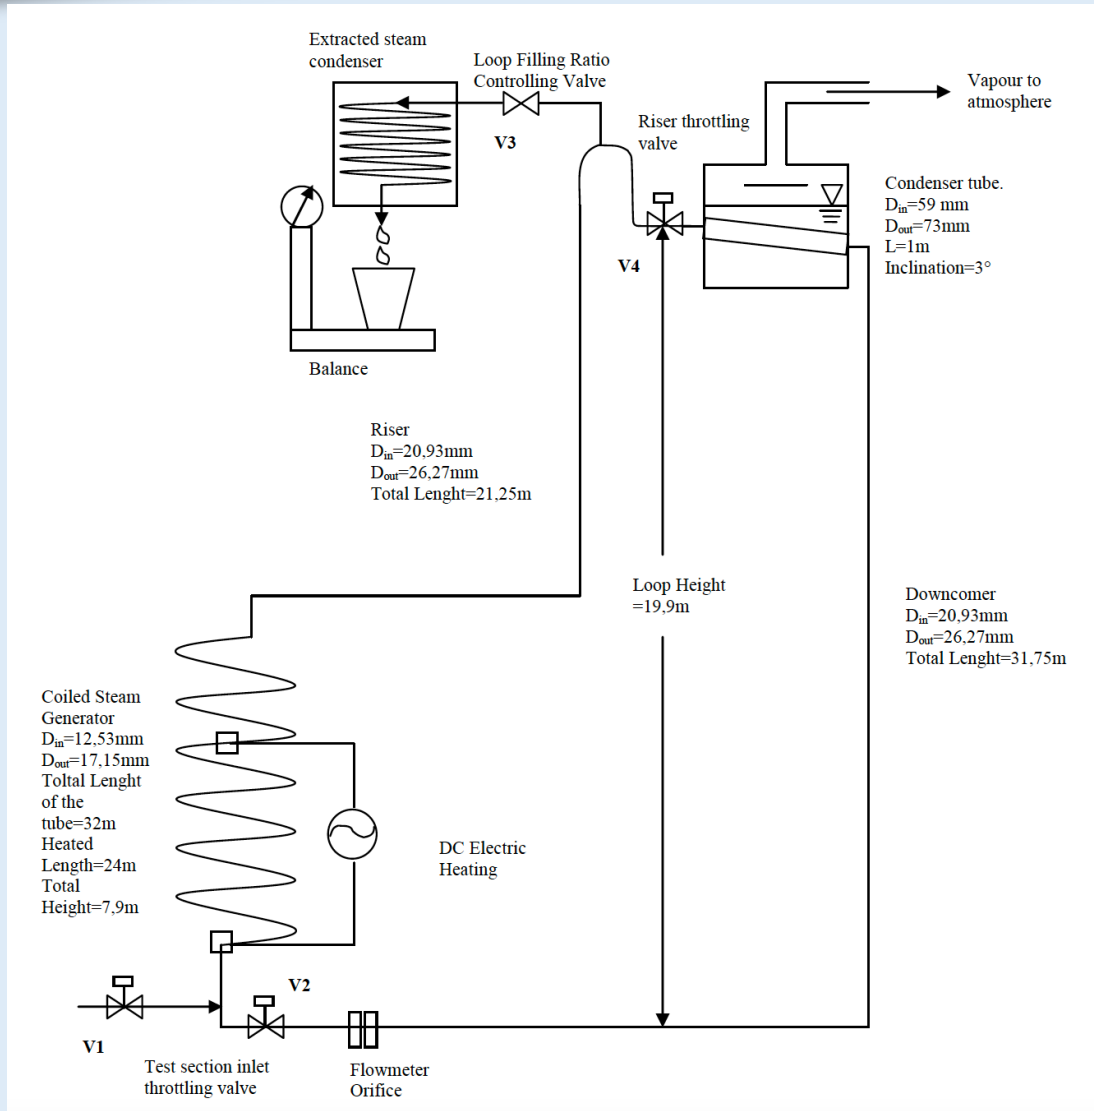 Extracted steam
condenser
Loop Filling Ratio
Controlling Valve
V3
Riser throttling
valve
V4
Vapour to
atmosphere
Condenser tube.
Din=59 mm
Dout=73mm
L=1m
Inclination=3°
Balance
Riser
Din=20,93mm
Dout=26,27mm
Total Lenght=21,25m
Loop Height
=19,9m
Downcomer
Din=20,93mm
Dout=26,27mm
Total Lenght=31,75m
Coiled Steam
Generator
Din=12,53mm
Dout=17,15mm
Toltal Lenght
of the
tube=32m
Heated
Length=24m
Total
Height=7,9m
DC Electric
Heating
V2
V1
Test section inlet
throttling valve
Flowmeter
Orifice